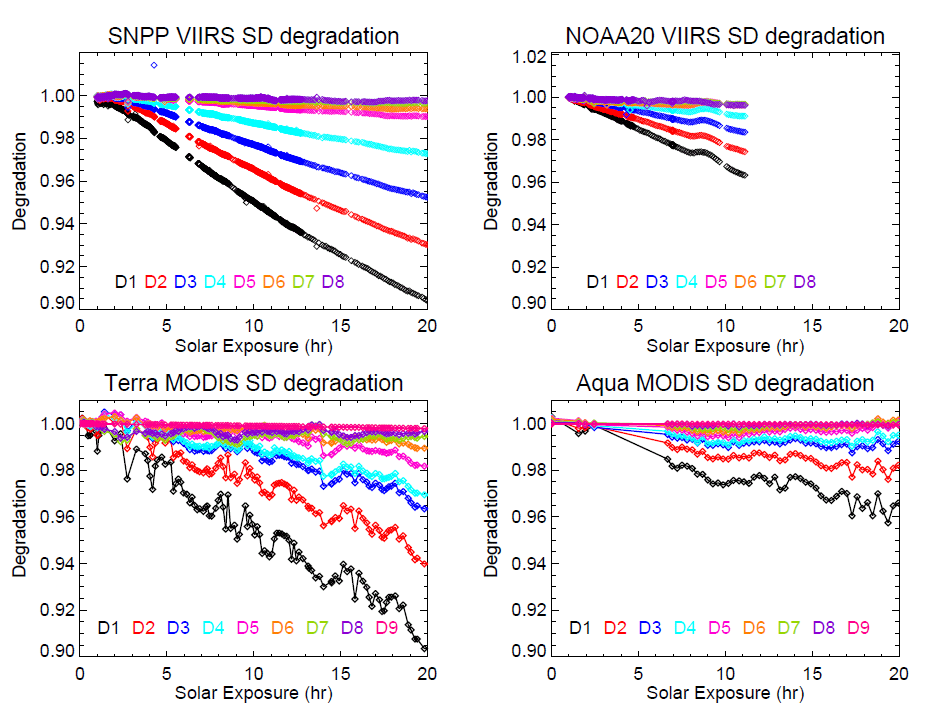 SNPP VIIRS SD degradation
1.00
0.98
0.96
0.94
0.92
0.90
Degradation
D1 D2 D3 D4 D5 D6 D7 D8
0 5 10 15 20
Solar Exposure (hr)
NOAA20 VIIRS SD degradation
1.02
1.00
0.98
0.96
0.94
0.92
0.90
Degradation
D1 D2 D3 D4 D5 D6 D7 D8
0 5 10 15 20
Solar Exposure (hr)
Terra MODIS SD degradation
1.00
0.98
0.96
0.94
0.92
0.90
Degradation
D1 D2 D3 D4 D5 D6 D7 D8 D9
0 5 10 15 20
Solar Exposure (hr)
Aqua MODIS SD degradation
1.00
0.98
0.96
0.94
0.92
0.90
Degradation
D1 D2 D3 D4 D5 D6 D7 D8 D9
0 5 10 15 20
Solar Exposure (hr)